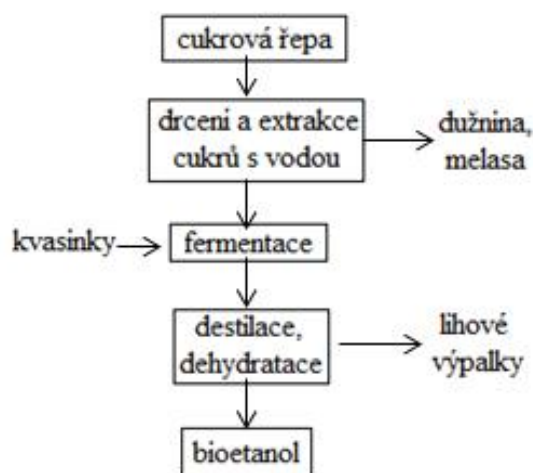 cukrová řepa
drcení a extrakce
cukrů s vodou
dužnina,
melasa
kvasinky
fermentace
destilace,
dehydratace
lihové
výpalky
bioetanol